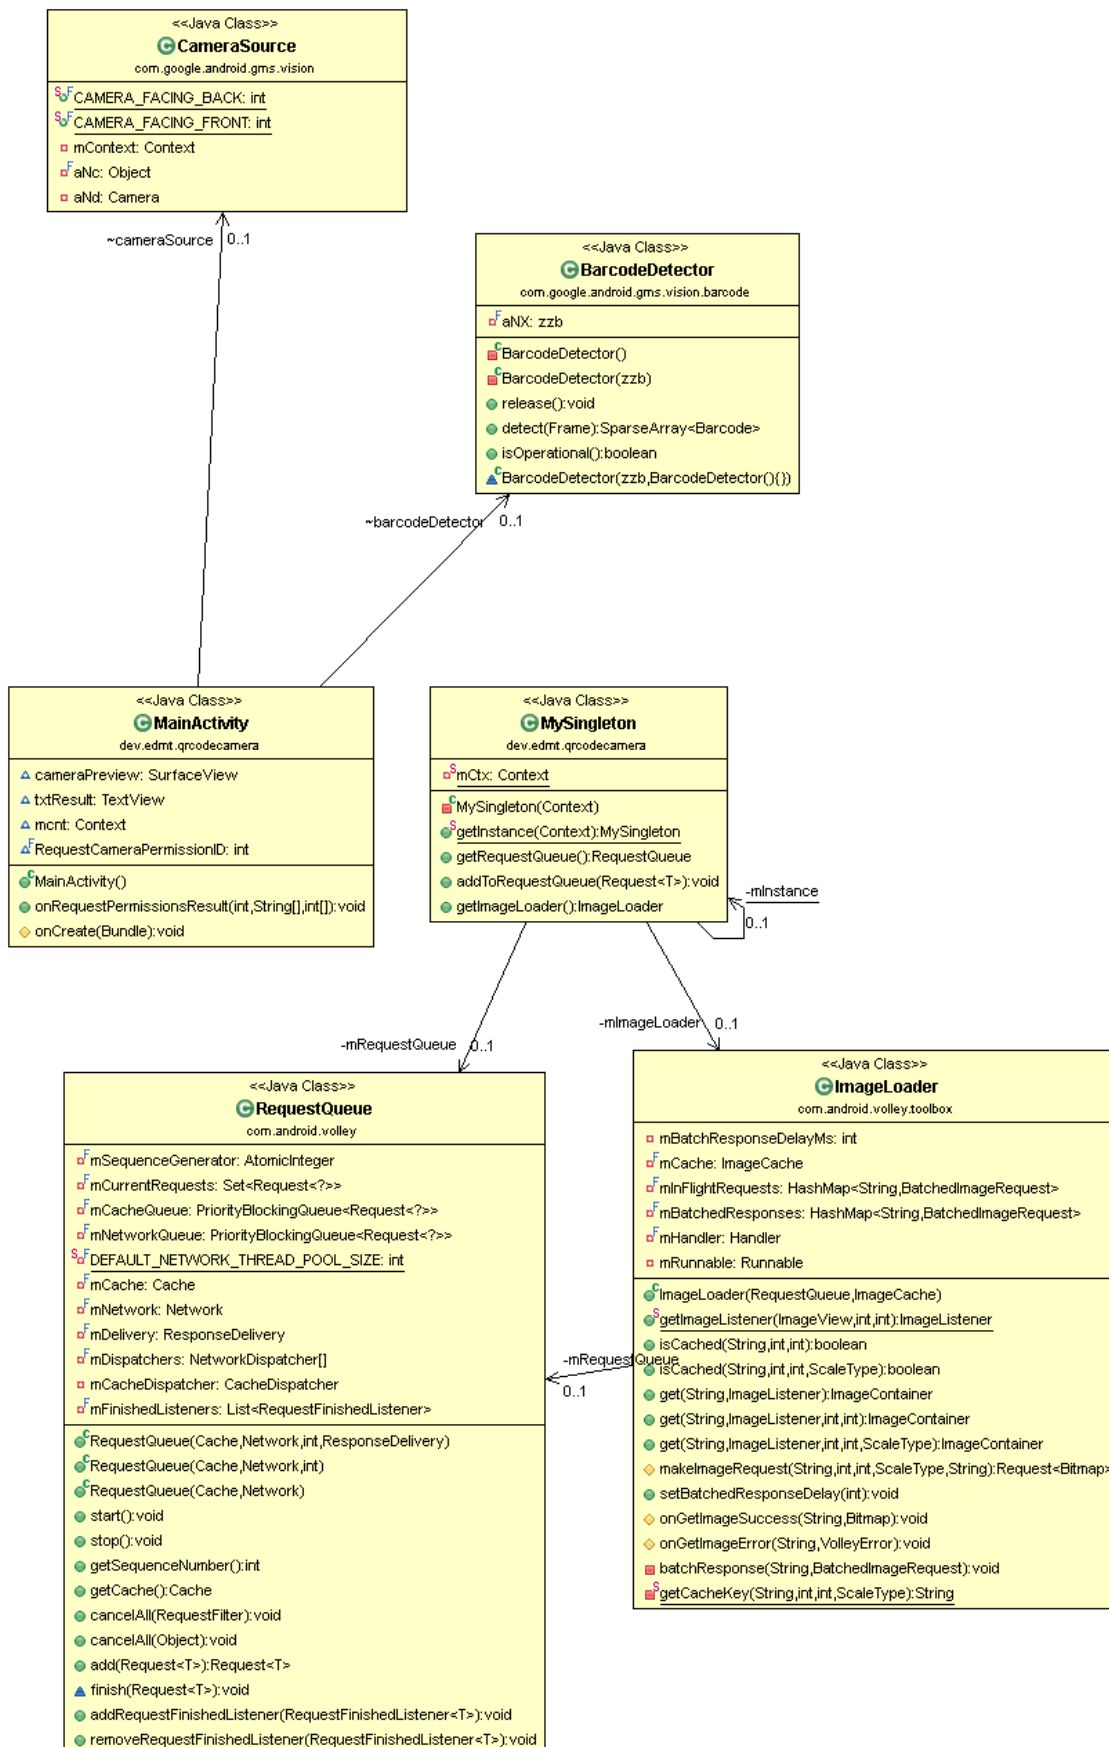 <<Java Class>>
CameraSource
com.google.android.gms.vision
CAMERA_FACING_BACK: int
CAMERA_FACING_FRONT: int
mContext: Context
aNc: Object
aNd: Camera
~cameraSource 0..1
<<Java Class>>
BarcodeDetector
com.google.android.gms.vision.barcode
aNX: zzb
BarcodeDetector()
BarcodeDetector(zzb)
release():void
detect(Frame):SparseArray<Barcode>
isOperational():boolean
BarcodeDetector(zzb,BarcodeDetector(){})
~barcodeDetector 0..1
<<Java Class>>
MainActivity
dev.edmt.qrcodecamera
cameraPreview: SurfaceView
txtResult: TextView
mcnt: Context
RequestCameraPermissionID: int
MainActivity()
onRequestPermissionsResult(int,String[],int[]):void
onCreate(Bundle):void
<<Java Class>>
MySingleton
dev.edmt.qrcodecamera
mCtx: Context
MySingleton(Context)
getInstance(Context):MySingleton
getRequestQueue():RequestQueue
addToRequestQueue(Request<T>):void
getImageLoader():ImageLoader
-mInstance
0..1
-mRequestQueue 0..1
-mImageLoader 0..1
<<Java Class>>
RequestQueue
com.android.volley
mSequenceGenerator: AtomicInteger
mCurrentRequests: Set<Request<?>>
mCacheQueue: PriorityBlockingQueue<Request<?>>
mNetworkQueue: PriorityBlockingQueue<Request<?>>
DEFAULT_NETWORK_THREAD_POOL_SIZE: int
mCache: Cache
mNetwork: Network
mDelivery: ResponseDelivery
mDispatchers: NetworkDispatcher[]
mCacheDispatcher: CacheDispatcher
mFinishedListeners: List<RequestFinishedListener>
RequestQueue(Cache,Network,int,ResponseDelivery)
RequestQueue(Cache,Network,int)
RequestQueue(Cache,Network)
start():void
stop():void
getSequenceNumber():int
getCache():Cache
cancelAll(RequestFilter):void
cancelAll(Object):void
add(Request<T>):Request<T>
finish(Request<T>):void
addRequestFinishedListener(RequestFinishedListener<T>):void
removeRequestFinishedListener(RequestFinishedListener<T>):void
-mRequestQueue
0..1
<<Java Class>>
ImageLoader
com.android.volley.toolbox
mBatchResponseDelayMs: int
mCache: ImageCache
mInFlightRequests: HashMap<String,BatchedImageRequest>
mBatchedResponses: HashMap<String,BatchedImageRequest>
mHandler: Handler
mRunnable: Runnable
ImageLoader(RequestQueue,ImageCache)
getImageListener(ImageView,int,int):ImageListener
isCached(String,int,int):boolean
isCached(String,int,int,ScaleType):boolean
get(String,ImageListener):ImageContainer
get(String,ImageListener,int,int):ImageContainer
get(String,ImageListener,int,int,ScaleType):ImageContainer
makeImageRequest(String,int,int,ScaleType,String):Request<Bitmap>
setBatchedResponseDelay(int):void
onGetImageSuccess(String,Bitmap):void
onGetImageError(String,VolleyError):void
batchResponse(String,BatchedImageRequest):void
getCacheKey(String,int,int,ScaleType):String